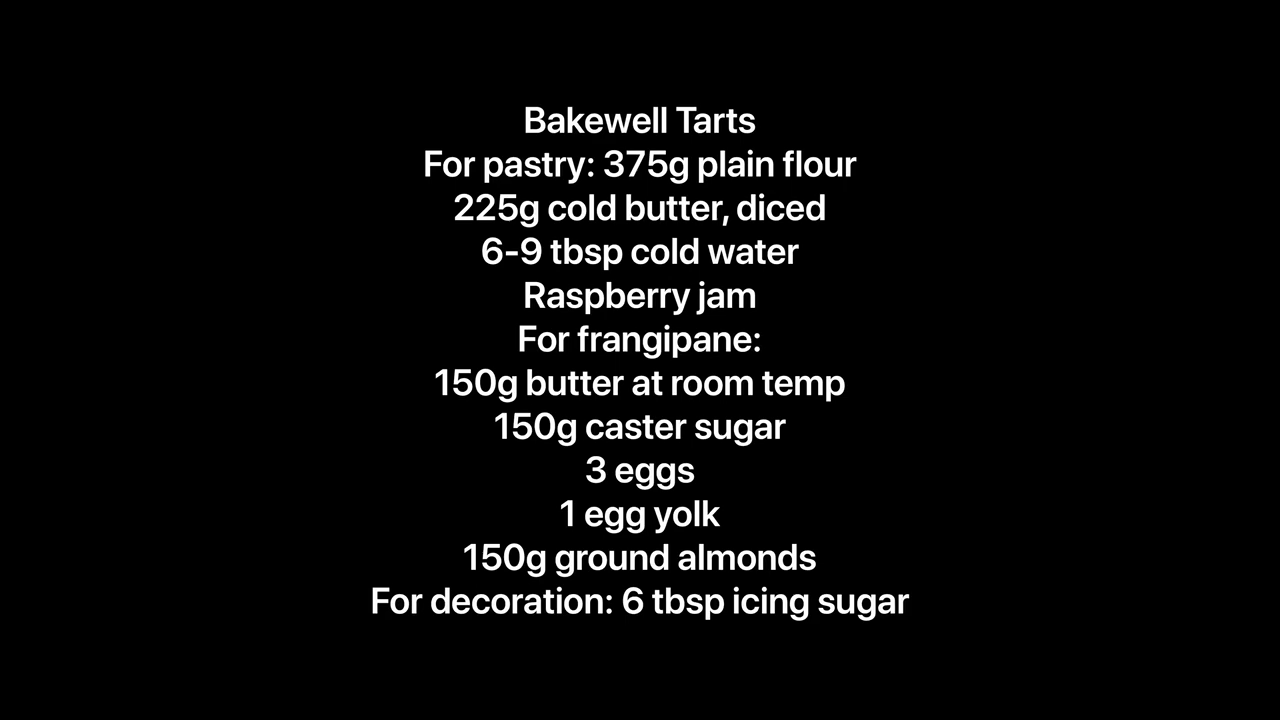 Bakewell Tarts
For pastry: 375g plain flour
225g cold butter, diced
6-9 tbsp cold water
Raspberry jam
For frangipane:
150g butter at room temp
150g caster sugar
3 eggs
1 egg yolk
150g ground almonds
For decoration: 6 tbsp icing sugar